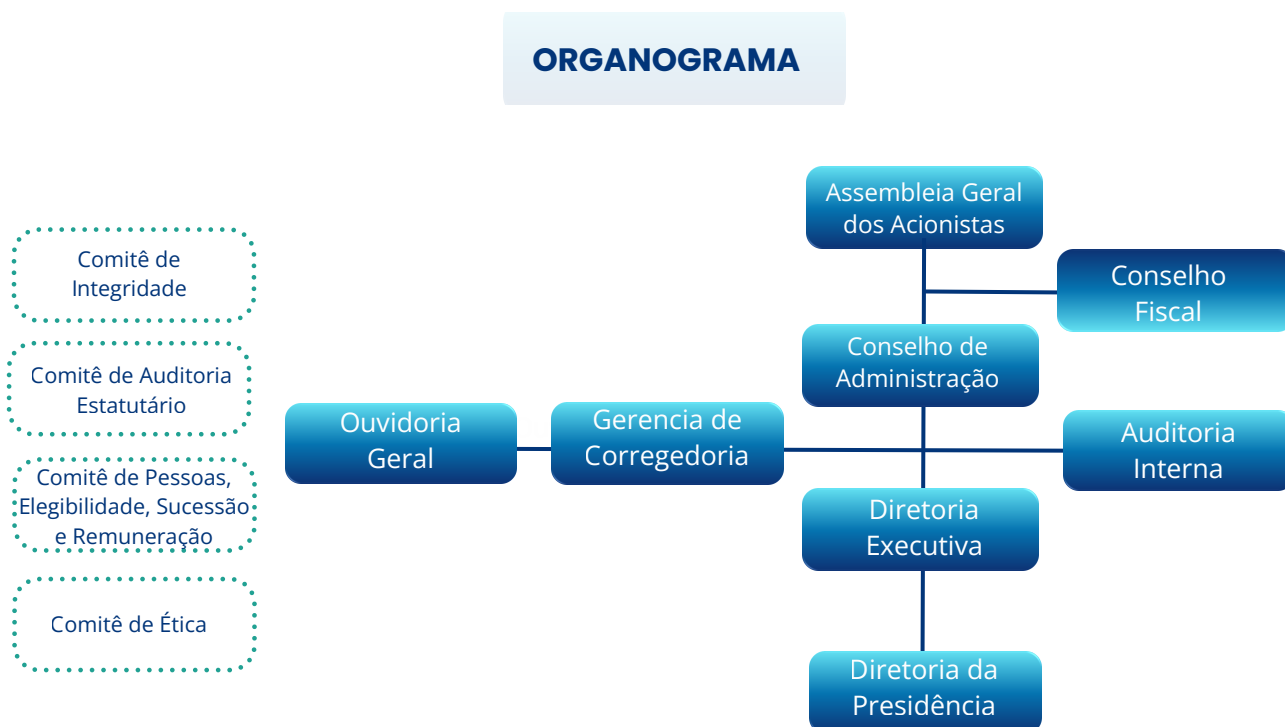 ORGANOGRAMA
Assembleia Geral
dos Acionistas
Conselho
Fiscal
Conselho de
Administração
Ouvidoria
Geral
Gerencia de
Corregedoria
Auditoria
Interna
Diretoria
Executiva
Diretoria da
Presidência
Comitê de
Integridade
Comitê de Auditoria
Estatutário
Comitê de Pessoas,
Elegibilidade, Sucessão
e Remuneração
Comitê de Ética